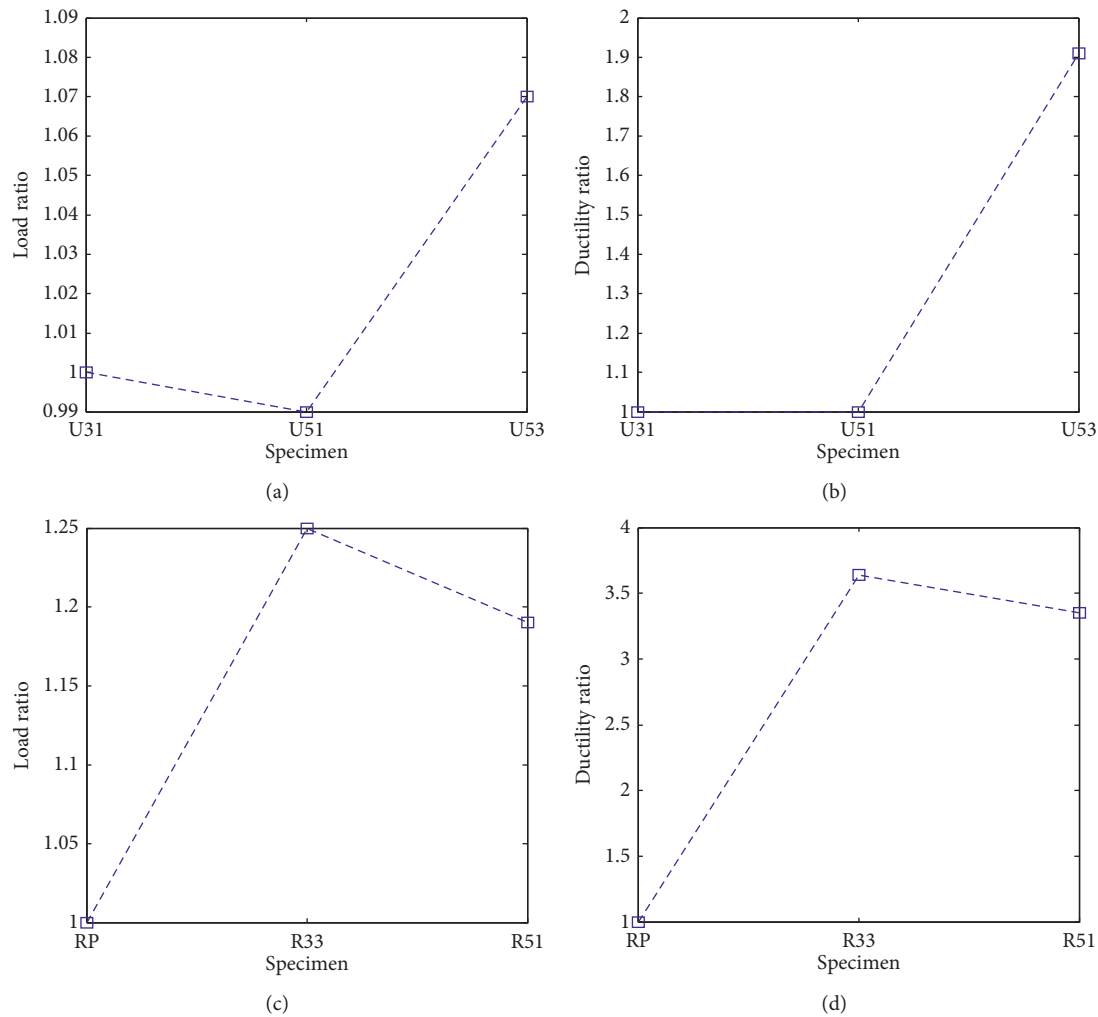 1.09
1.08
1.07
1.06
1.05
1.04
1.03
1.02
1.01
1
0.99
Load ratio
U31
U51
U53
Specimen
(a)
2
1.9
1.8
1.7
1.6
1.5
1.4
1.3
1.2
1.1
1
Ductility ratio
U31
U51
U53
Specimen
(b)
1.25
1.2
1.15
1.1
1.05
1
Load ratio
RP
R33
R51
Specimen
(c)
4
3.5
3
2.5
2
1.5
1
Ductility ratio
RP
R33
R51
Specimen
(d)